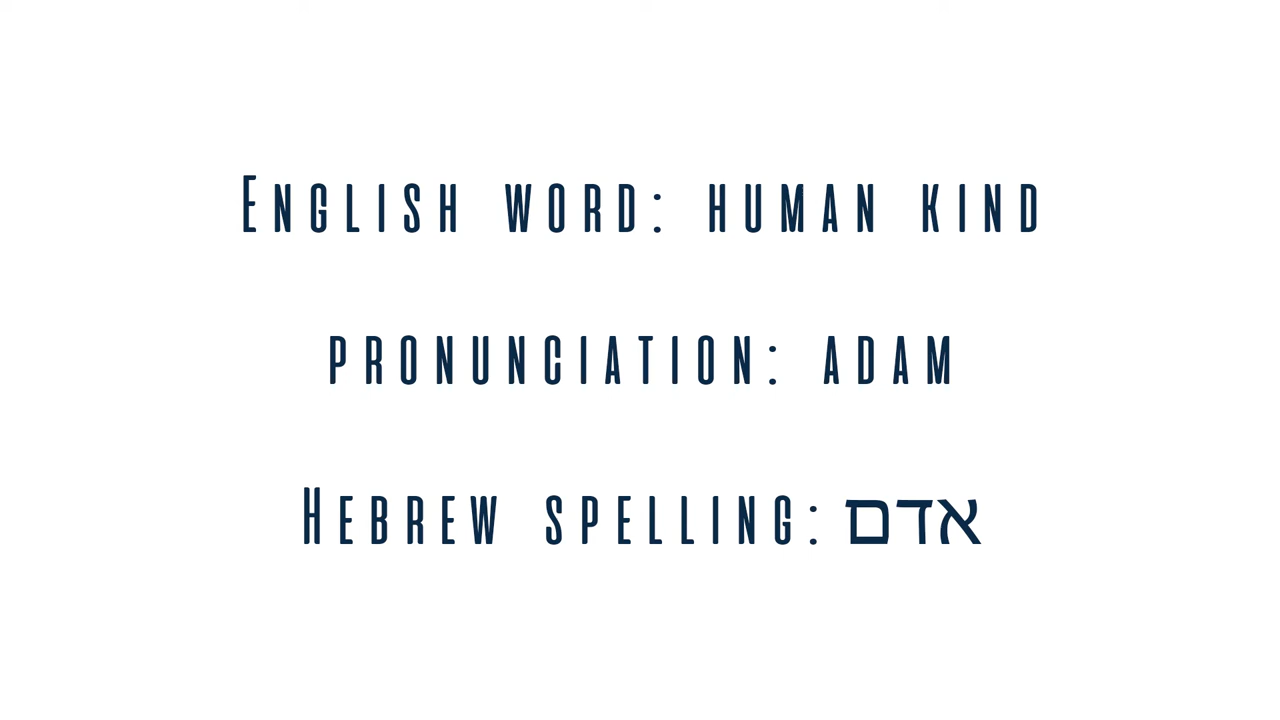 English word: human kind
pronunciation: adam
Hebrew spelling: אדם